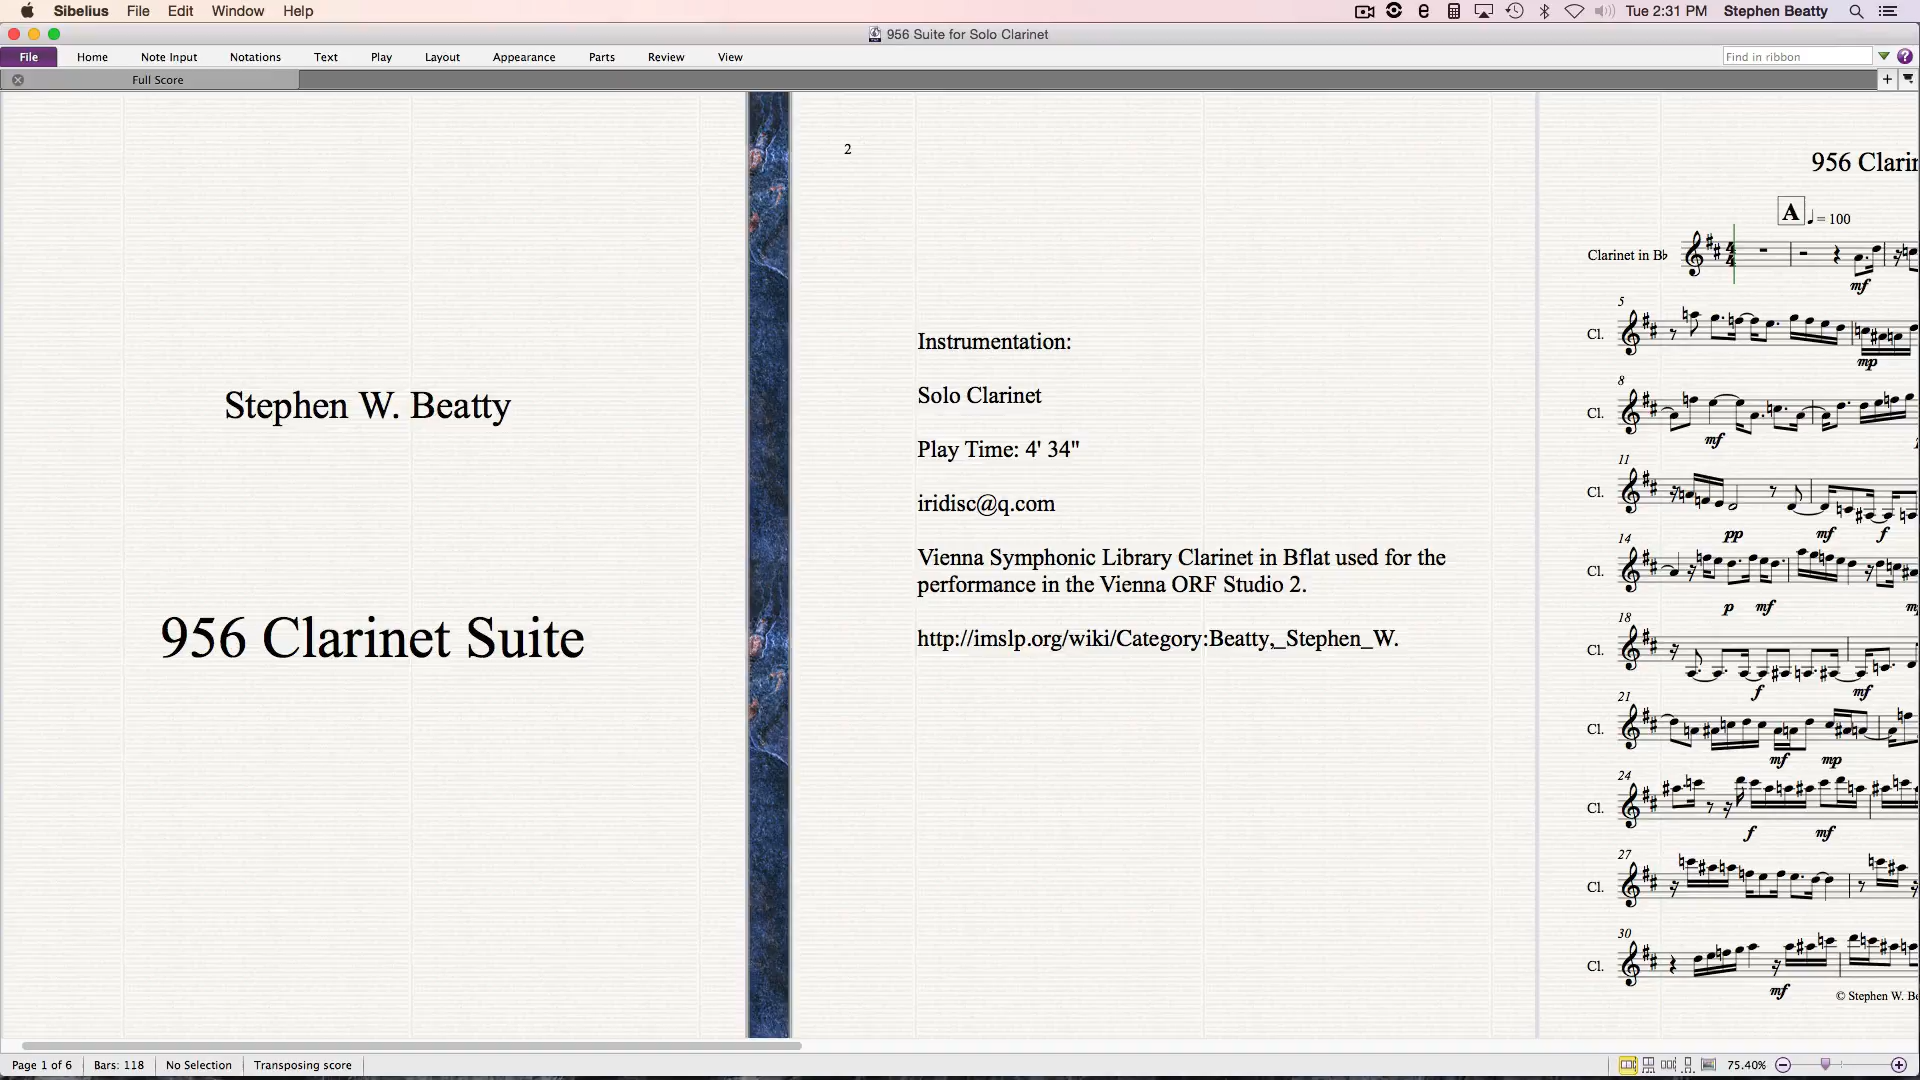 Sibelius File Edit Window Help
Tue 2:31 PM Stephen Beatty
956 Suite for Solo Clarinet
File Home Note Input Notations Text Play Layout Appearance Parts Review View
Find in ribbon
Full Score
Stephen W. Beatty
956 Clarinet Suite
2
Instrumentation:
Solo Clarinet
Play Time: 4' 34"
iridisc@q.com
Vienna Symphonic Library Clarinet in Bflat used for the
performance in the Vienna ORF Studio 2.
http://imslp.org/wiki/Category:Beatty,_Stephen_W.
956 Clarin
A = 100
Clarinet in B♭
mf
5
Cl.
mp
8
Cl.
mf
11
Cl.
pp mf f
14
Cl.
p mf
18
Cl.
f mf
21
Cl.
mf mp
24
Cl.
f mf
27
Cl.
30
Cl.
mf
© Stephen W. Be
Page 1 of 6 Bars: 118 No Selection Transposing score
75.40%